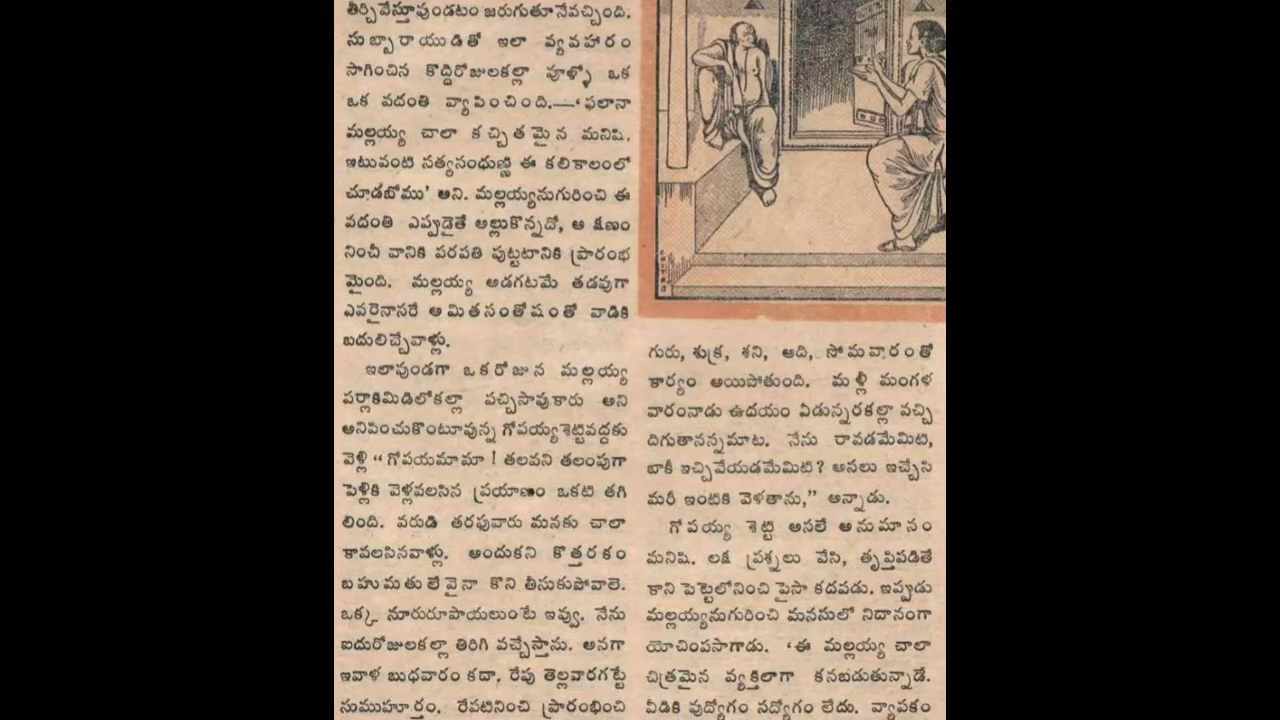 తీర్చివేస్తూవుండటం జరుగుతూనేవచ్చింది.
సుబ్బారాయుడితో ఇలా వ్యవహారం
సాగించిన కొద్దిరోజులకల్లా వూళ్ళో ఒక
ఒక వదంతి వ్యాపించింది.—‘ఫలానా
మల్లయ్య చాలా కచ్చితమైన మనిషి.
ఇటువంటి సత్యసంధుణ్ణి ఈ కలికాలంలో
చూడబోము’ అని. మల్లయ్యనుగురించి ఈ
వదంతి ఎప్పుడైతే అల్లుకొన్నదో, ఆ క్షణం
నించీ వానికి పరపతి పుట్టటానికి ప్రారంభ
మైంది. మల్లయ్య అడగటమే తడవుగా
ఎవరైనాసరే అమితసంతోషంతో వాడికి
బదులిచ్చేవాళ్లు.
ఇలావుండగా ఒకరోజున మల్లయ్య
పర్లాకిమిడిలోకల్లా పచ్చిసావుకారు అని
అనిపించుకొంటూవున్న గోపయ్యశెట్టివద్దకు
వెళ్లి “గోపయమామా! తలవని తలంపుగా
పెళ్లికి వెళ్లవలసిన ప్రయాణం ఒకటి తగి
లింది. వరుడి తరఫువారు మనకు చాలా
కావలసినవాళ్లు. అందుకని కొత్తరకం
బహుమతులేవైనా కొని తీసుకుపోవాలె.
ఒక్క నూరురూపాయలుంటే ఇవ్వు. నేను
ఐదురోజులకల్లా తిరిగి వచ్చేస్తాను. అనగా
ఇవాళ బుధవారం కదా, రేపు తెల్లవారగట్టే
సుముహూర్తం. రేపటినించి ప్రారంభించి
గురు, శుక్ర, శని, ఆది, సోమవారంతో
కార్యం అయిపోతుంది. మళ్లీ మంగళ
వారంనాడు ఉదయం ఏడున్నరకల్లా వచ్చి
దిగుతానన్నమాట. నేను రావడమేమిటి,
బాకీ ఇచ్చివేయడమేమిటి? అసలు ఇచ్చేసి
మరీ ఇంటికి వెళతాను,” అన్నాడు.
గోపయ్య శెట్టి అసలే అనుమానం
మనిషి. లక్ష ప్రశ్నలు వేసి, తృప్తిపడితే
కాని పెట్టెలోనించి పైసా కదపడు. ఇప్పుడు
మల్లయ్యనుగురించి మనసులో నిదానంగా
యోచింపసాగాడు. ‘ఈ మల్లయ్య చాలా
చిత్రమైన వ్యక్తిలాగా కనబడుతున్నాడే.
వీడికి వుద్యోగం సద్యోగం లేదు. వ్యాపకం